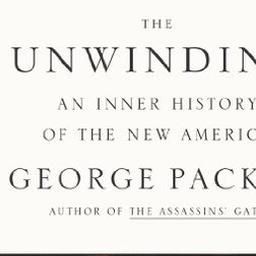 THE
UNWINDIN
AN INNER HISTORY
OF THE NEW AMERIC
GEORGE PACK
AUTHOR OF THE ASSASSINS' GAT